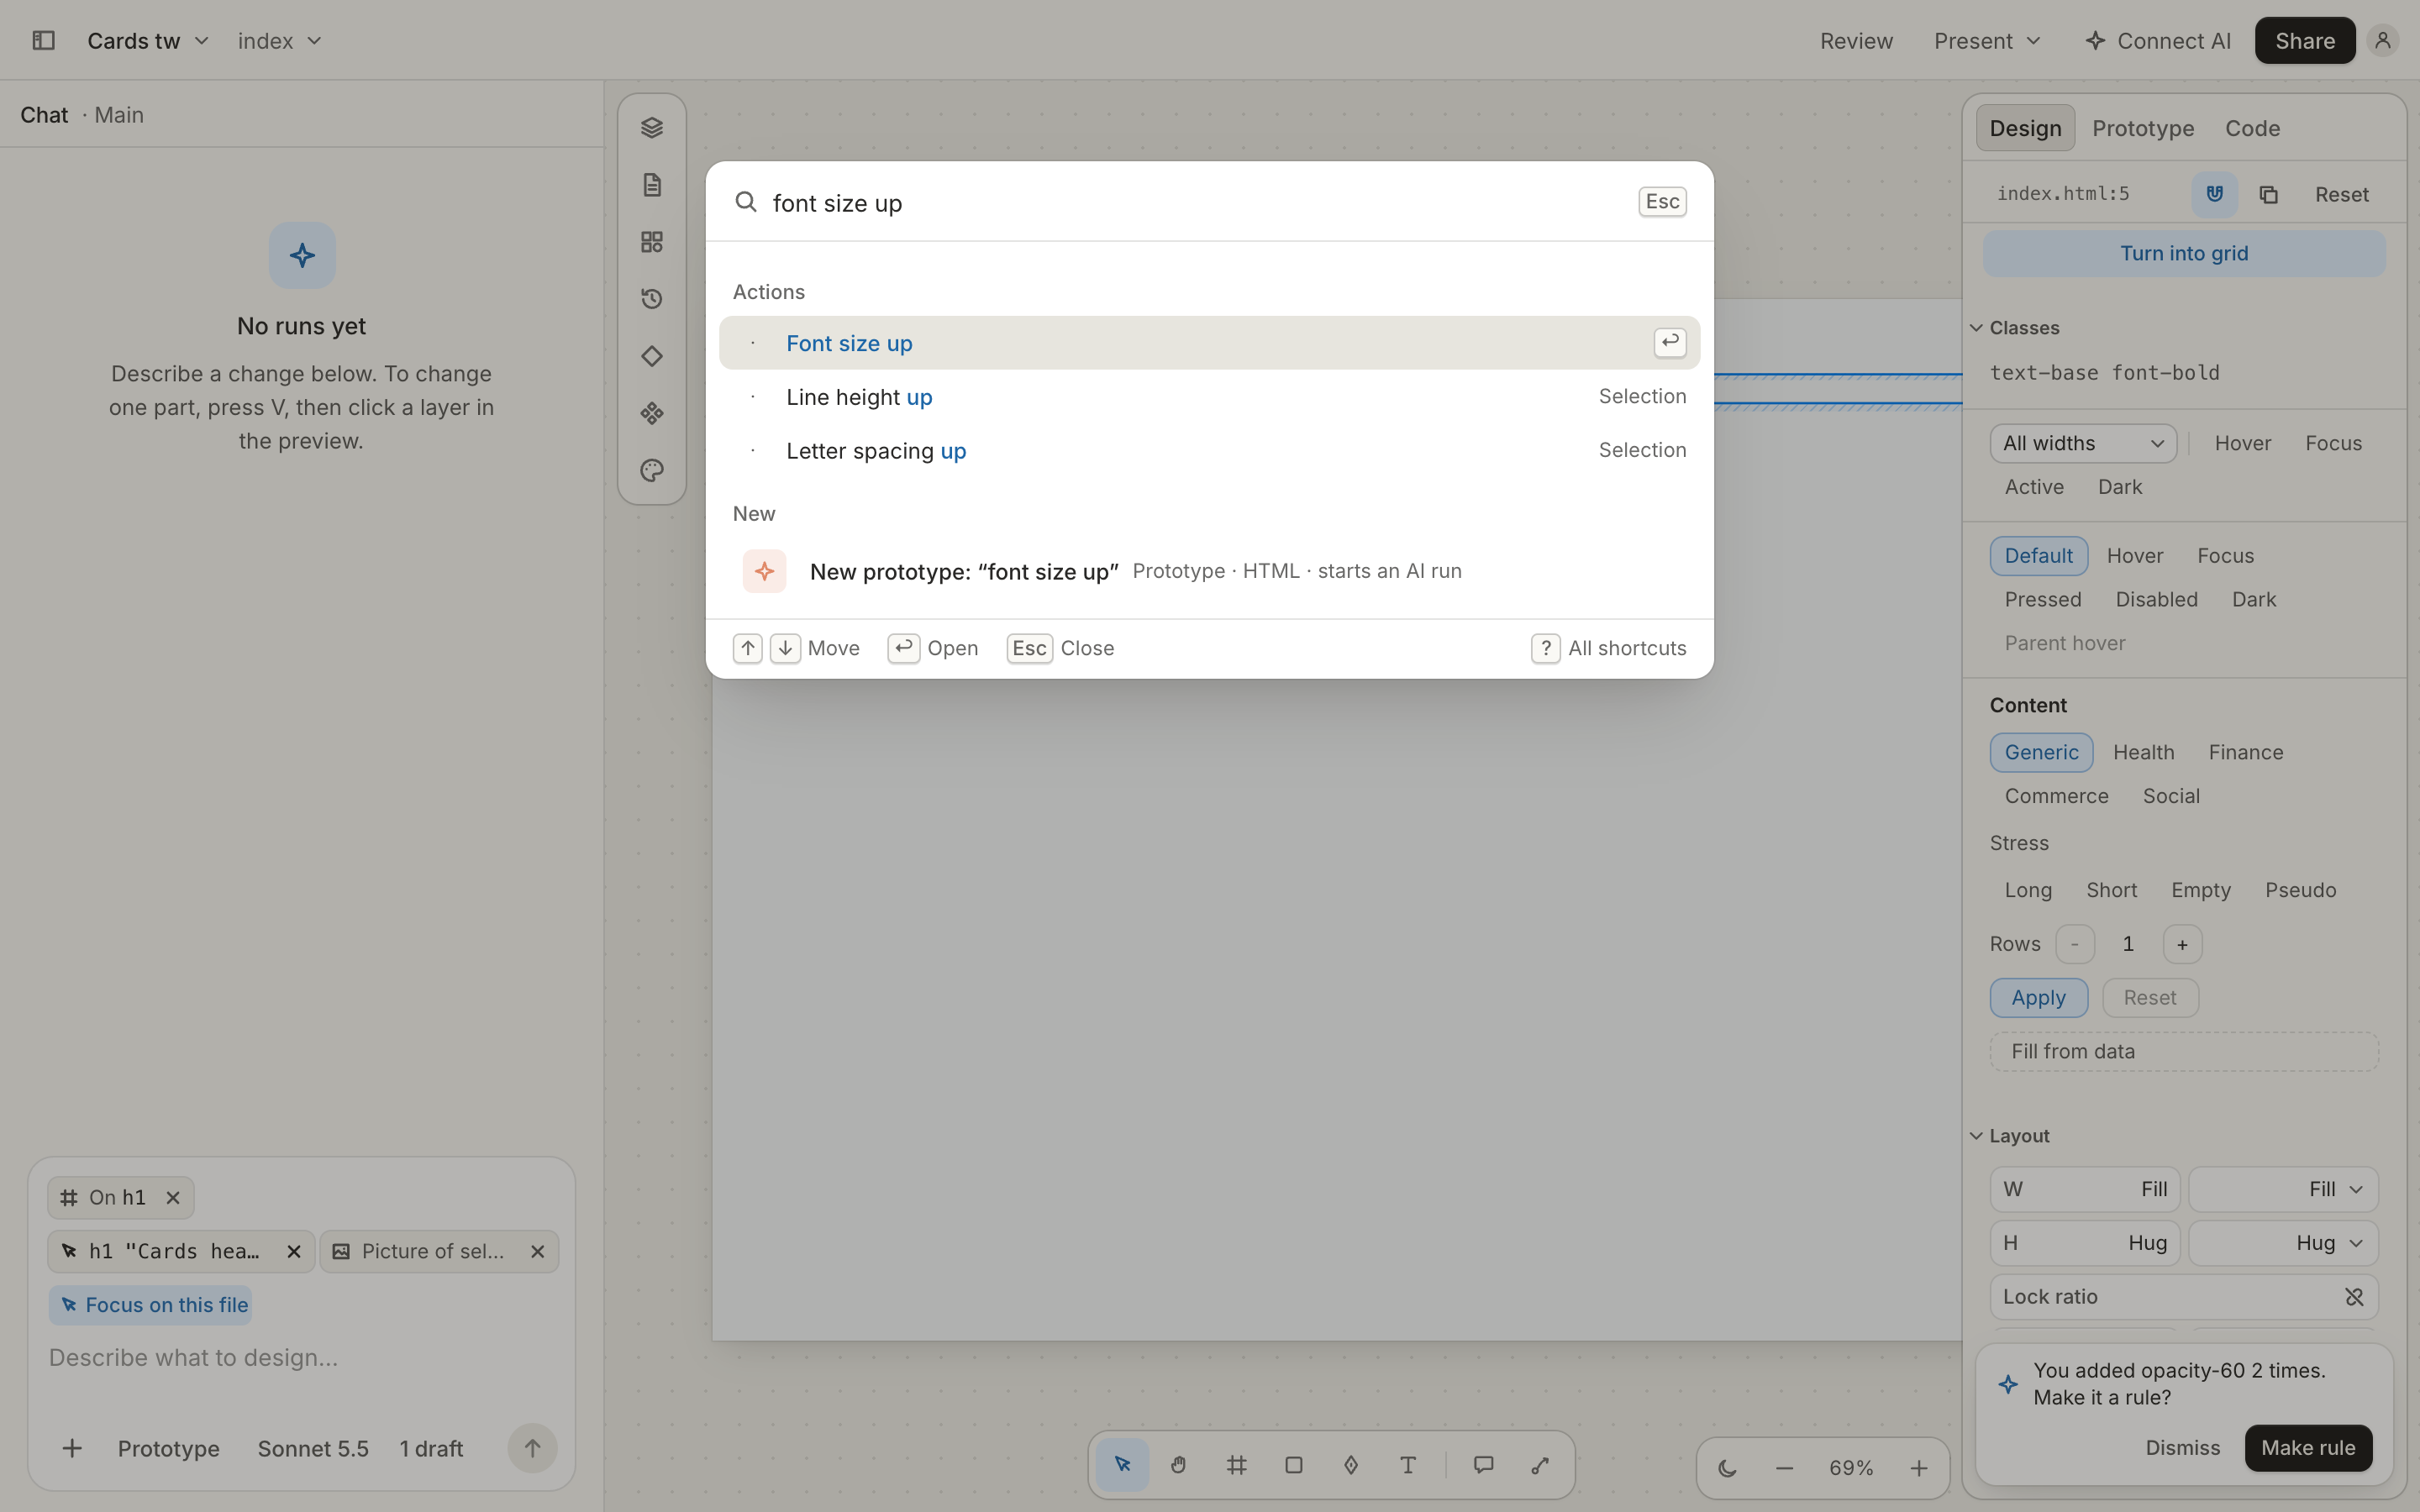 Cards tw
index
Review
Present
Connect AI
Share
Chat · Main
No runs yet
Describe a change below. To change
one part, press V, then click a layer in
the preview.
On h1
h1 "Cards hea…
Picture of sel…
Focus on this file
Describe what to design…
Prototype
Sonnet 5.5
1 draft
font size up
Esc
Actions
· Font size up
· Line height up
Selection
· Letter spacing up
Selection
New
New prototype: “font size up” Prototype · HTML · starts an AI run
Move
Open
Esc Close
? All shortcuts
69%
Design
Prototype
Code
index.html:5
Reset
Turn into grid
Classes
text-base font-bold
All widths
Hover
Focus
Active
Dark
Default
Hover
Focus
Pressed
Disabled
Dark
Parent hover
Content
Generic
Health
Finance
Commerce
Social
Stress
Long
Short
Empty
Pseudo
Rows - 1 +
Apply
Reset
Fill from data
Layout
W Fill
Fill
H Hug
Hug
Lock ratio
You added opacity-60 2 times.
Make it a rule?
Dismiss
Make rule